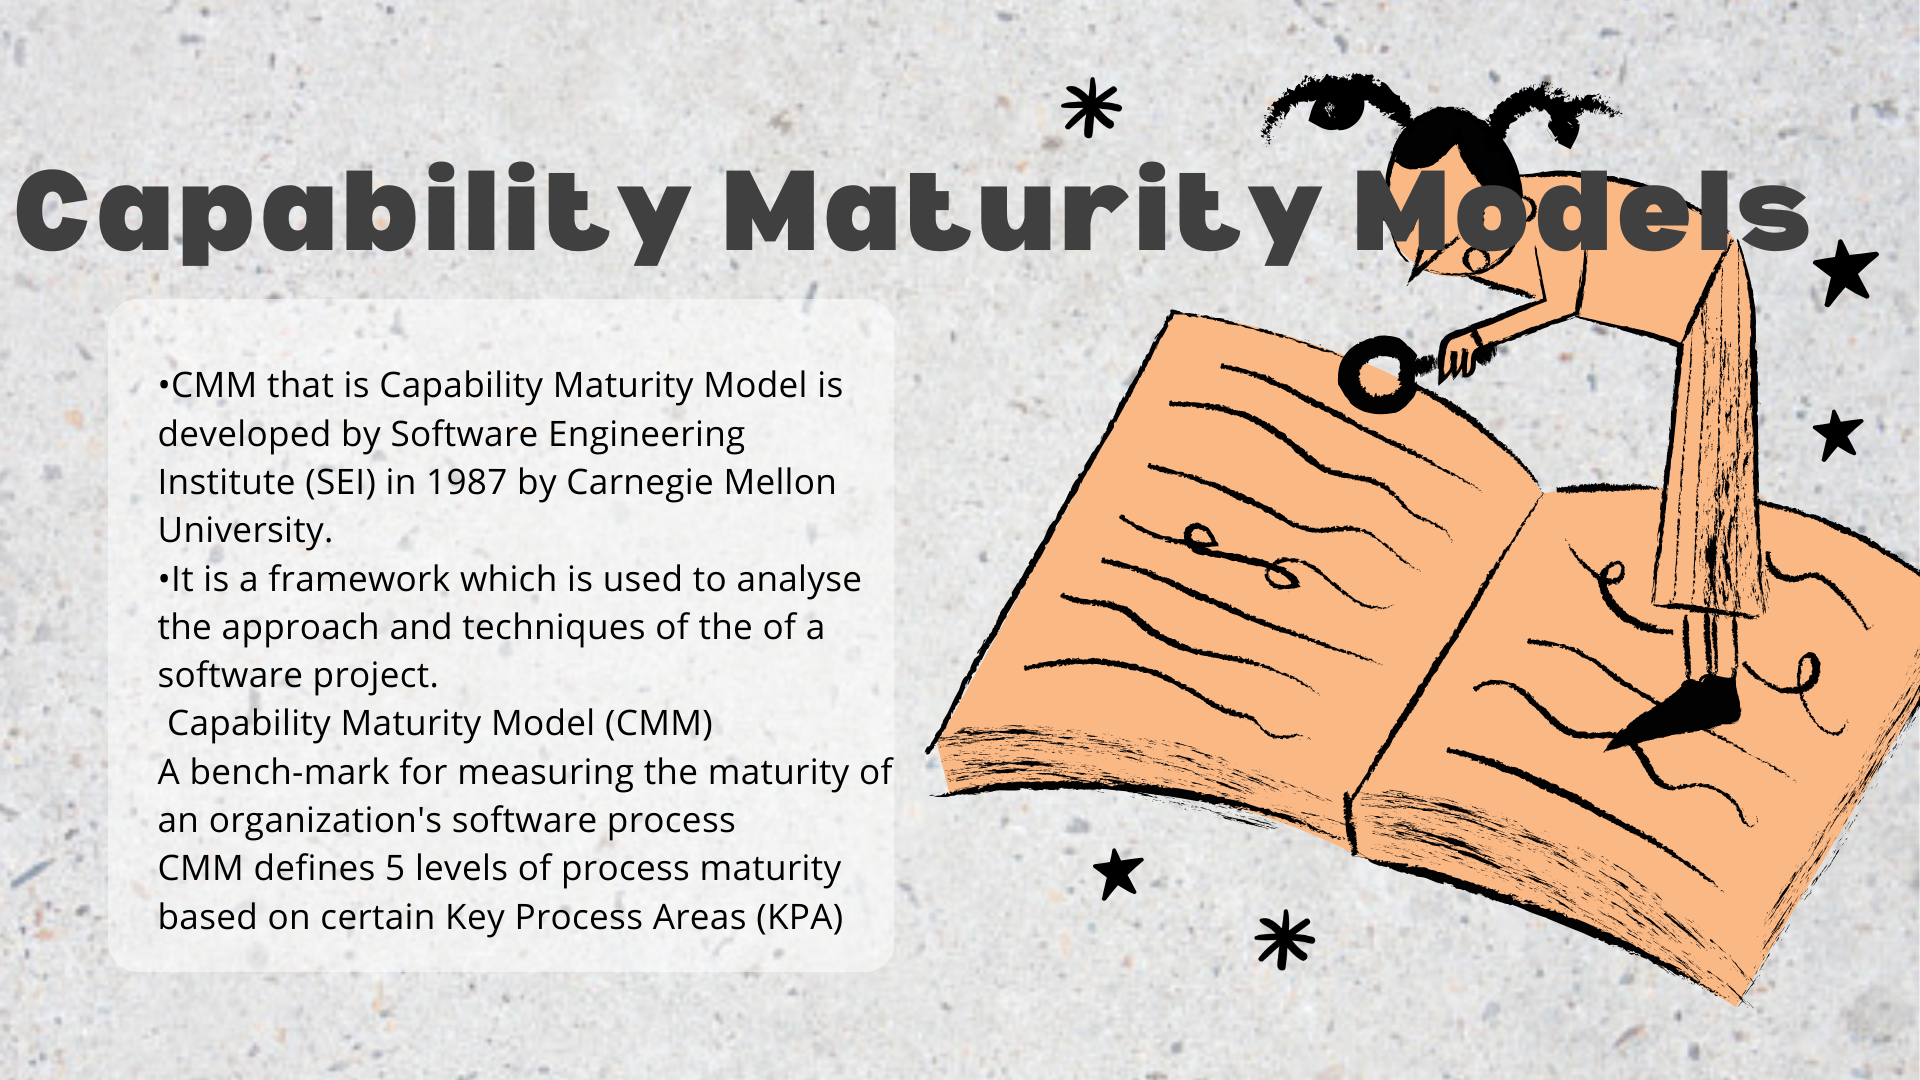 Capability Maturity Models
•CMM that is Capability Maturity Model is
developed by Software Engineering
Institute (SEI) in 1987 by Carnegie Mellon
University.
•It is a framework which is used to analyse
the approach and techniques of the of a
software project.
Capability Maturity Model (CMM)
A bench-mark for measuring the maturity of
an organization's software process
CMM defines 5 levels of process maturity
based on certain Key Process Areas (KPA)